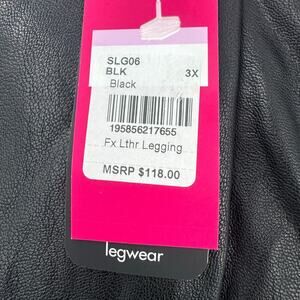 SLG06
BLK 3X
Black
195856217655
Fx Lthr Legging
MSRP $118.00
legwear